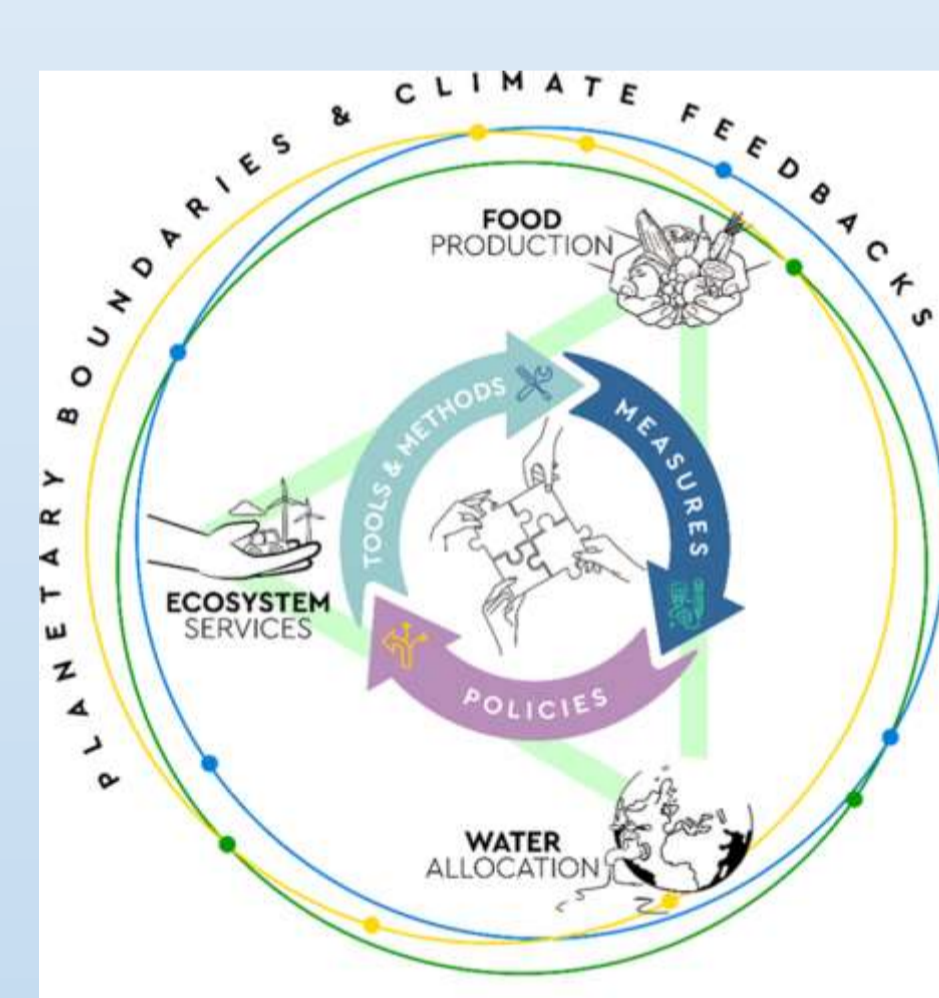 PLANETARY BOUNDARIES & CLIMATE FEEDBACKS
FOOD
PRODUCTION
TOOLS & METHODS
MEASURES
ECOSYSTEM
SERVICES
POLICIES
WATER
ALLOCATION